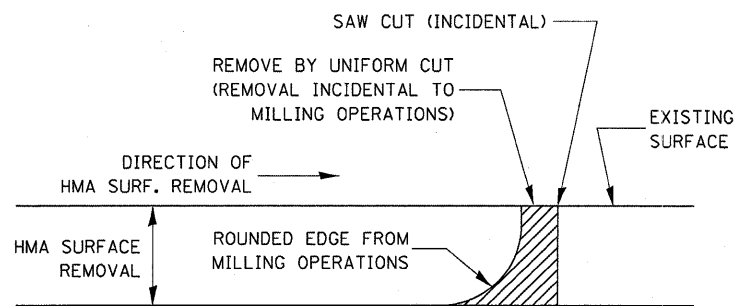 SAW CUT (INCIDENTAL)
REMOVE BY UNIFORM CUT
(REMOVAL INCIDENTAL TO
MILLING OPERATIONS)
EXISTING
SURFACE
DIRECTION OF
HMA SURF. REMOVAL
HMA SURFACE
REMOVAL
ROUNDED EDGE FROM
MILLING OPERATIONS